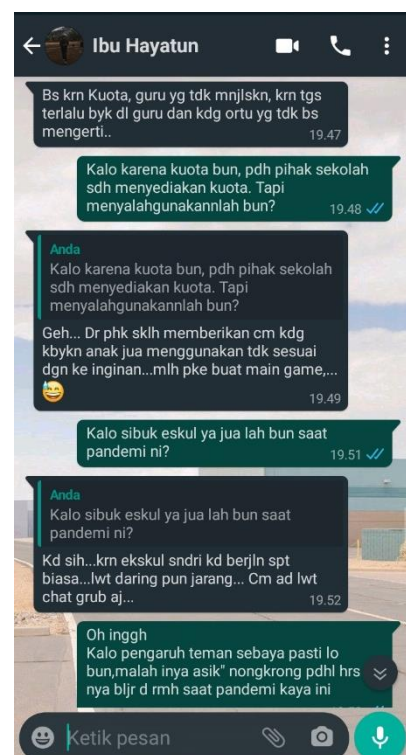 Ibu Hayatun
Bs krn Kuota, guru yg tdk mnjlskn, krn tgs
terlalu byk dl guru dan kdg ortu yg tdk bs
mengerti..
19.47
Kalo karena kuota bun, pdh pihak sekolah
sdh menyediakan kuota. Tapi
menyalahgunakannlah bun?
19.48
Anda
Kalo karena kuota bun, pdh pihak sekolah
sdh menyediakan kuota. Tapi
menyalahgunakannlah bun?
Geh... Dr phk sklh memberikan cm kdg
kbykn anak jua menggunakan tdk sesuai
dgn ke inginan...mlh pke buat main game,...
😅
19.49
Kalo sibuk eskul ya jua lah bun saat
pandemi ni?
19.51
Anda
Kalo sibuk eskul ya jua lah bun saat
pandemi ni?
Kd sih...krn ekskul sndri kd berjln spt
biasa...lwt daring pun jarang... Cm ad lwt
chat grub aj...
19.52
Oh inggh
Kalo pengaruh teman sebaya pasti lo
bun,malah inya asik" nongkrong pdhl hrs
nya bljr d rmh saat pandemi kaya ini
Ketik pesan